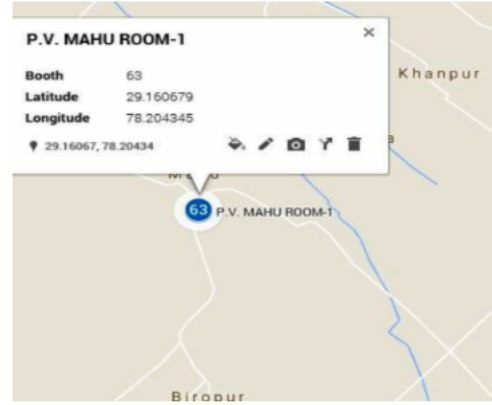 P.V. MAHU ROOM-1
Booth 63
Latitude 29.160679
Longitude 78.204345
29.16067, 78.20434
Khanpur
63 P.V. MAHU ROOM-1
Biropur